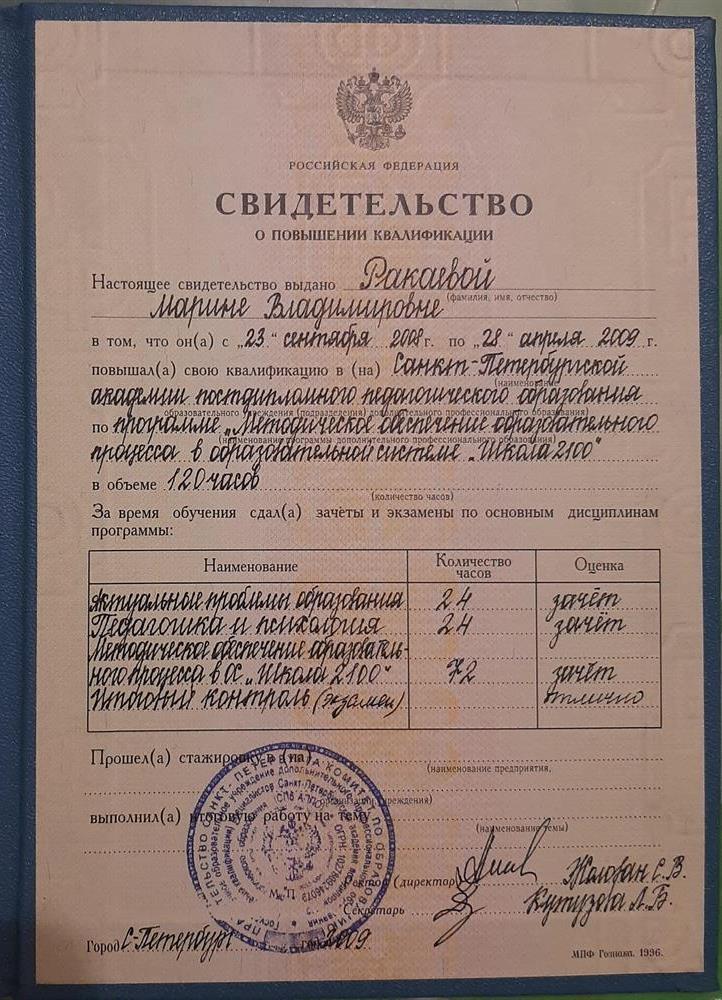 РОССИЙСКАЯ ФЕДЕРАЦИЯ
СВИДЕТЕЛЬСТВО
О ПОВЫШЕНИИ КВАЛИФИКАЦИИ
Настоящее свидетельство выдано Ракаевой
Марине Владимировне
(фамилия, имя, отчество)
в том, что он(а) с „23“ сентября 2008 г. по „28“ апреля 2009 г.
повышал(а) свою квалификацию в (на) Санкт-Петербургской
(наименование
академии постдипломного педагогического образования
образовательного учреждения (подразделения) дополнительного профессионального образования)
по программе „Методическое обеспечение образовательного
(наименование программы дополнительного профессионального образования)
процесса в образовательной системе „Школа 2100“
в объеме 120 часов
(количество часов)
За время обучения сдал(а) зачеты и экзамены по основным дисциплинам
программы:
Наименование Количество часов Оценка
Актуальные проблемы образования 24 зачёт
Педагогика и психология 24 зачёт
Методическое обеспечение образователь-
ного процесса в ОС „Школа 2100“ 72 зачёт
Итоговый контроль (экзамен) отлично
Прошел(а) стажировку в (на)
(наименование предприятия,
организации, учреждения)
выполнил(а) итоговую работу на тему
(наименование темы)
М.П.
Ректор (директор) Жолован С.В.
Секретарь Кутузова Л.Б.
Город С-Петербург год 2009
МПФ Гознака. 1996.